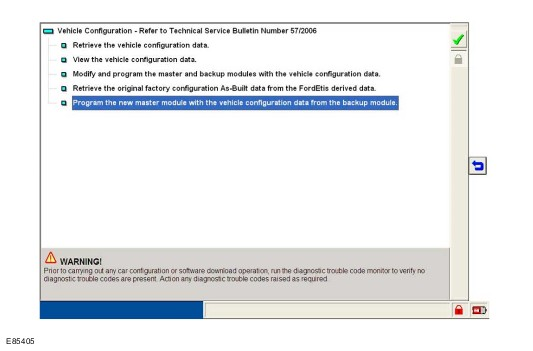 Vehicle Configuration - Refer to Technical Service Bulletin Number 57/2006
Retrieve the vehicle configuration data.
View the vehicle configuration data.
Modify and program the master and backup modules with the vehicle configuration data.
Retrieve the original factory configuration As-Built data from the FordEtis derived data.
Program the new master module with the vehicle configuration data from the backup module.
WARNING!
Prior to carrying out any car configuration or software download operation, run the diagnostic trouble code monitor to verify no
diagnostic trouble codes are present. Action any diagnostic trouble codes raised as required.
E85405